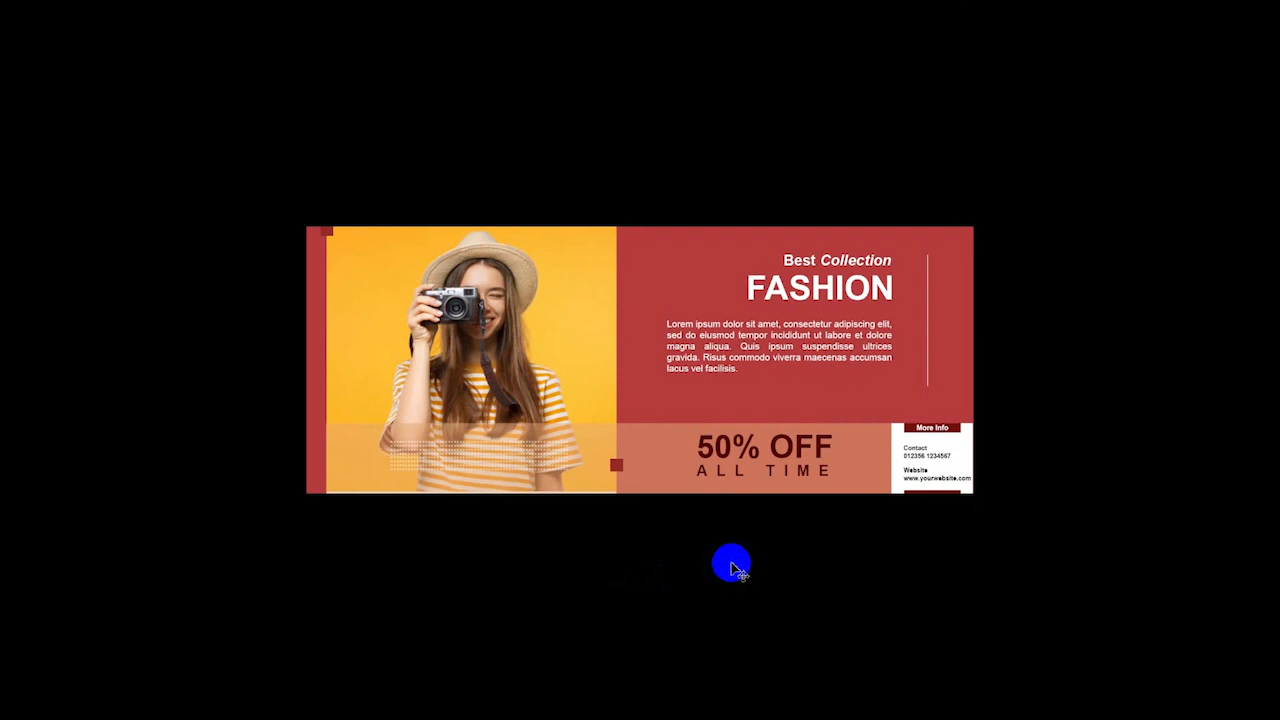 Best Collection
FASHION
Lorem ipsum dolor sit amet, consectetur adipiscing elit,
sed do eiusmod tempor incididunt ut labore et dolore
magna aliqua. Quis ipsum suspendisse ultrices
gravida. Risus commodo viverra maecenas accumsan
lacus vel facilisis.
50% OFF
ALL TIME
More Info
Contact
012356 1234567
Website
www.yourwebsite.com